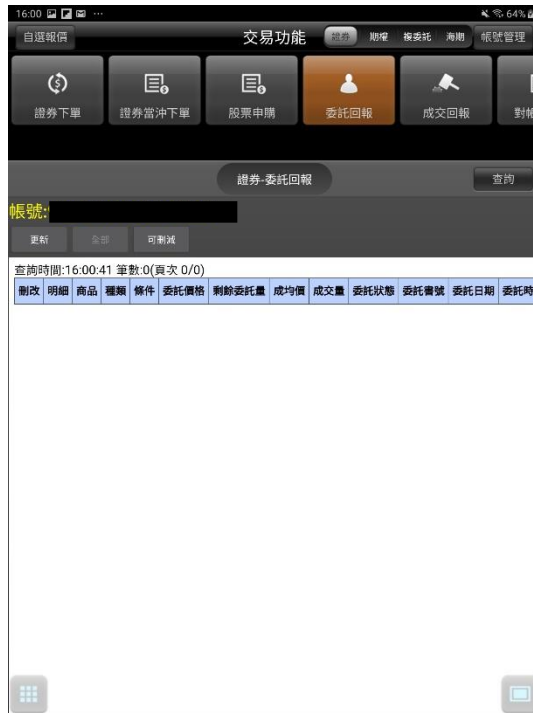 16:00 64%
自選報價 交易功能 證券 期權 複委託 海期 帳號管理
證券下單 證券當沖下單 股票申購 委託回報 成交回報
證券-委託回報 查詢
帳號:
更新 全部 可刪減
查詢時間:16:00:41 筆數:0(頁次 0/0)
刪改 明細 商品 種類 條件 委託價格 剩餘委託量 成均價 成交量 委託狀態 委託書號 委託日期 委託時